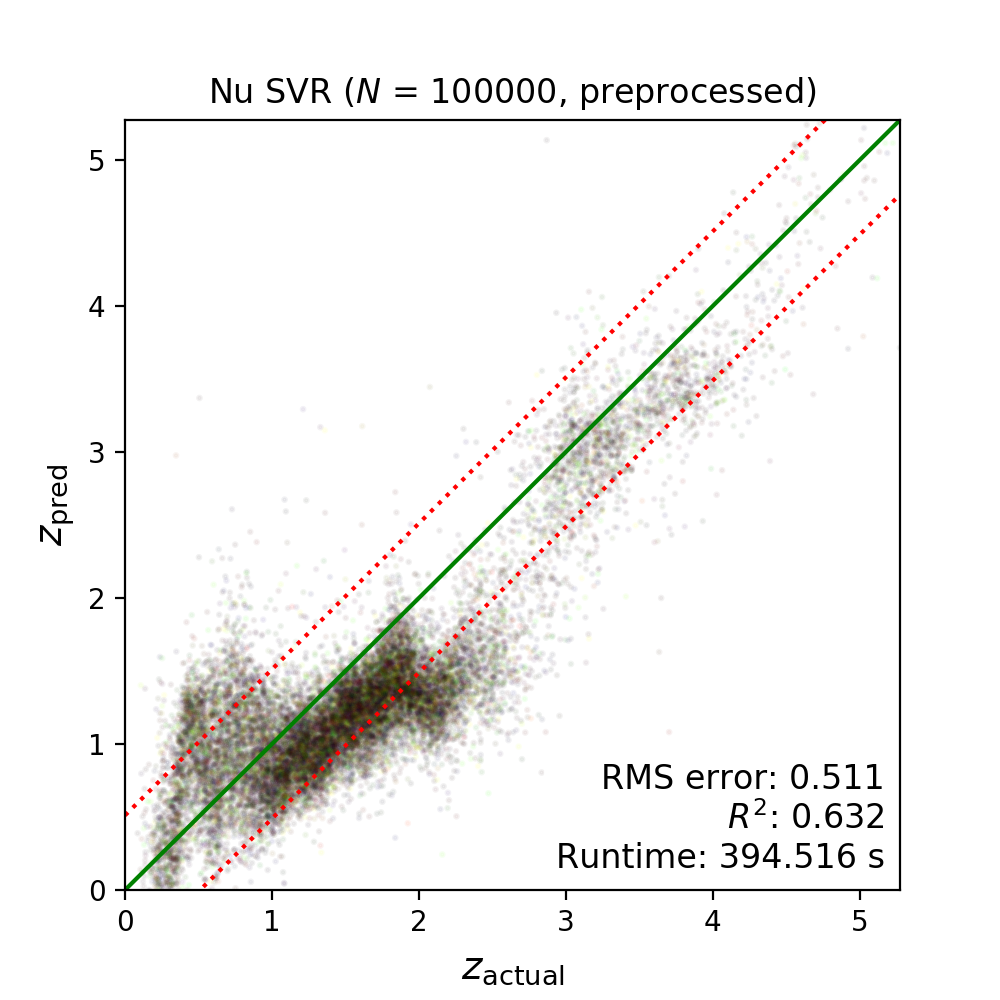 Nu SVR (N = 100000, preprocessed)
5
4
3
2
1
0
z_pred
RMS error: 0.511
R²: 0.632
Runtime: 394.516 s
0 1 2 3 4 5
z_actual